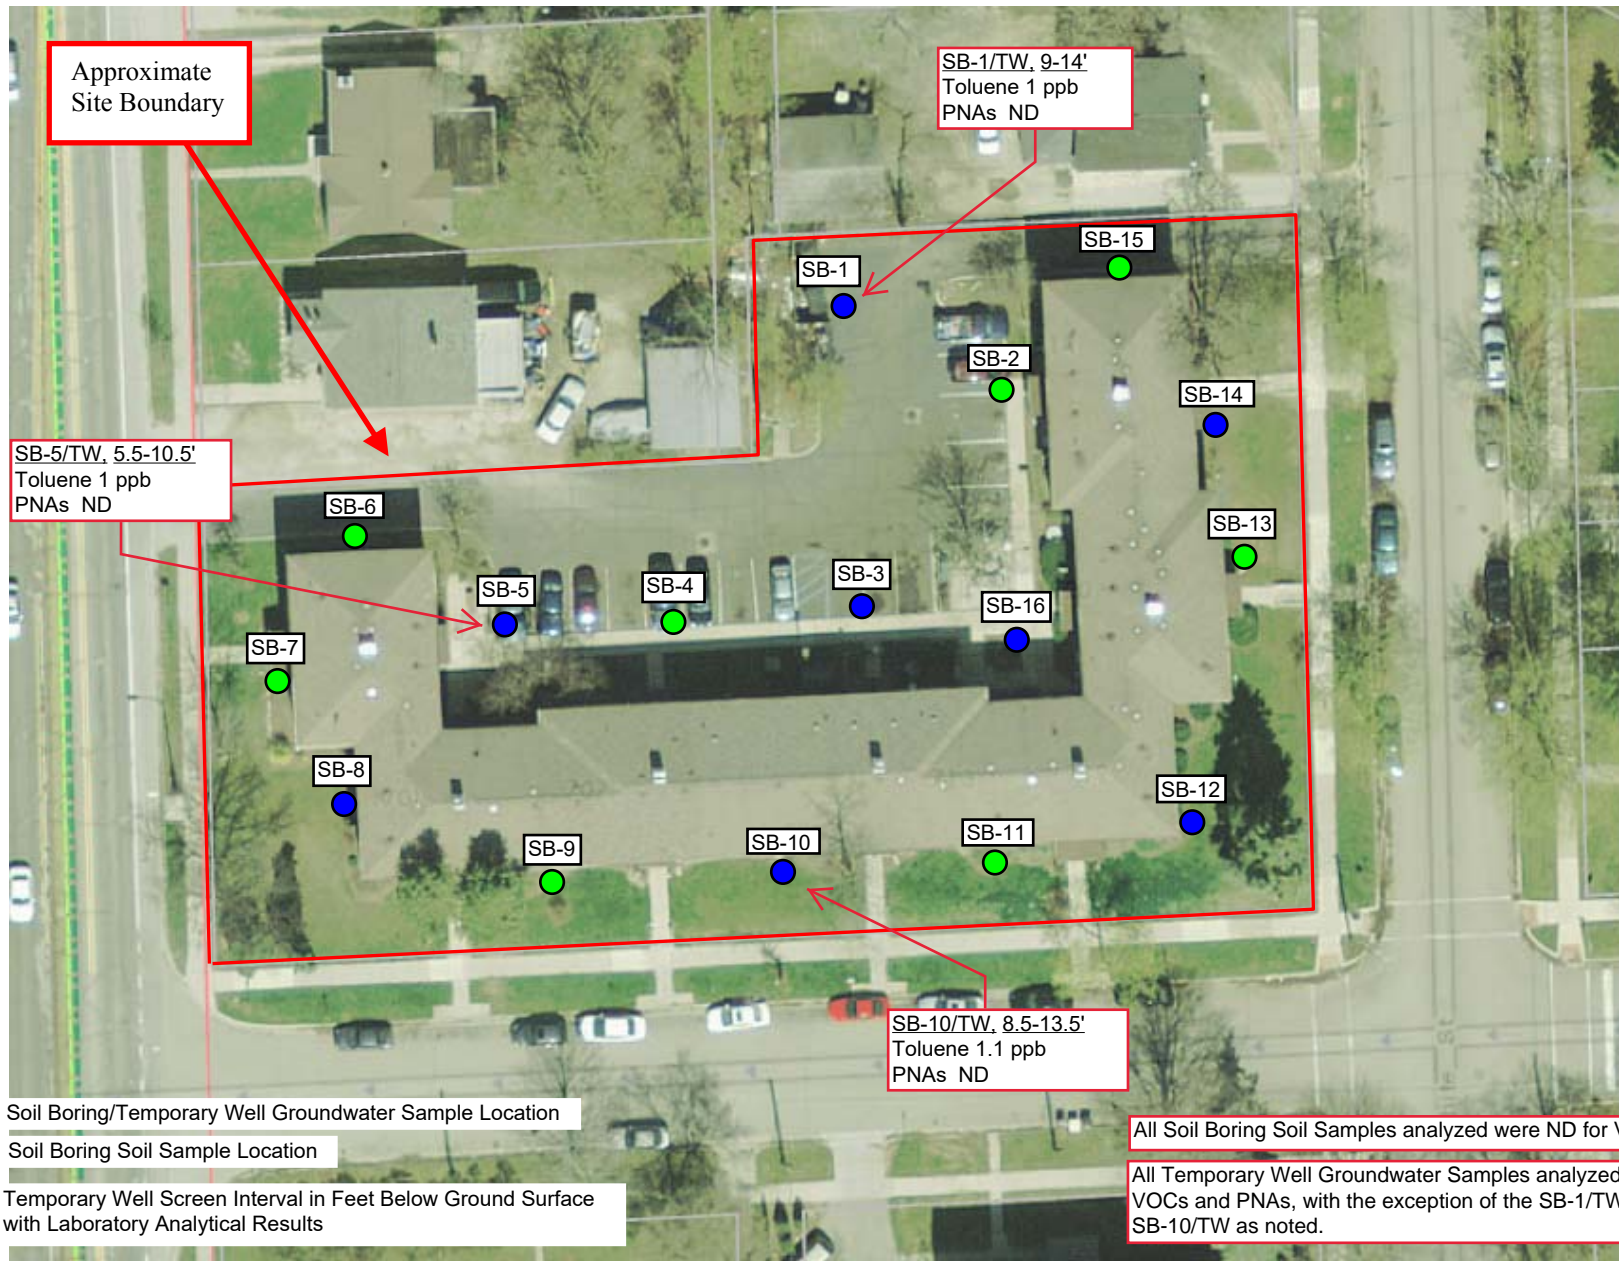 Approximate
Site Boundary
SB-1/TW, 9-14'
Toluene 1 ppb
PNAs ND
SB-15
SB-1
SB-2
SB-14
SB-5/TW, 5.5-10.5'
Toluene 1 ppb
PNAs ND
SB-6
SB-13
SB-5
SB-4
SB-3
SB-16
SB-7
SB-8
SB-12
SB-9
SB-10
SB-11
SB-10/TW, 8.5-13.5'
Toluene 1.1 ppb
PNAs ND
Soil Boring/Temporary Well Groundwater Sample Location
Soil Boring Soil Sample Location
Temporary Well Screen Interval in Feet Below Ground Surface
with Laboratory Analytical Results
All Soil Boring Soil Samples analyzed were ND for
All Temporary Well Groundwater Samples analyzed
VOCs and PNAs, with the exception of the SB-1/TW
SB-10/TW as noted.